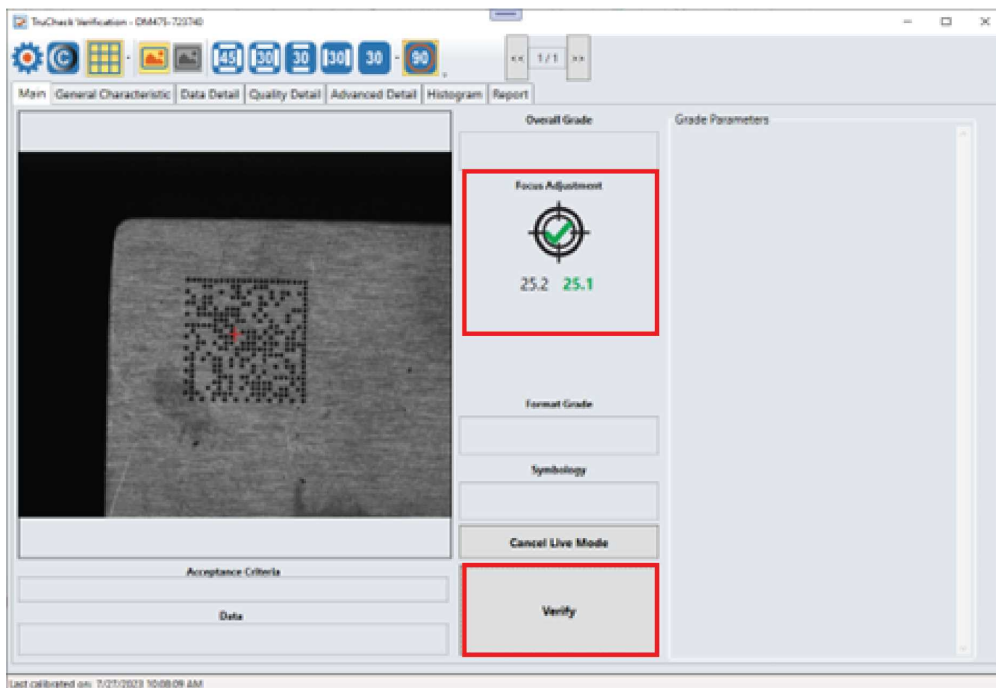 TruCheck Verification - DM475-723740
45 30 30 30 30 90
<< 1/1 >>
Main General Characteristic Data Detail Quality Detail Advanced Detail Histogram Report
Overall Grade
Grade Parameters
Focus Adjustment
25.2 25.1
Format Grade
Symbology
Cancel Live Mode
Acceptance Criteria
Verify
Data
Last calibrated on: 7/27/2023 10:08:09 AM